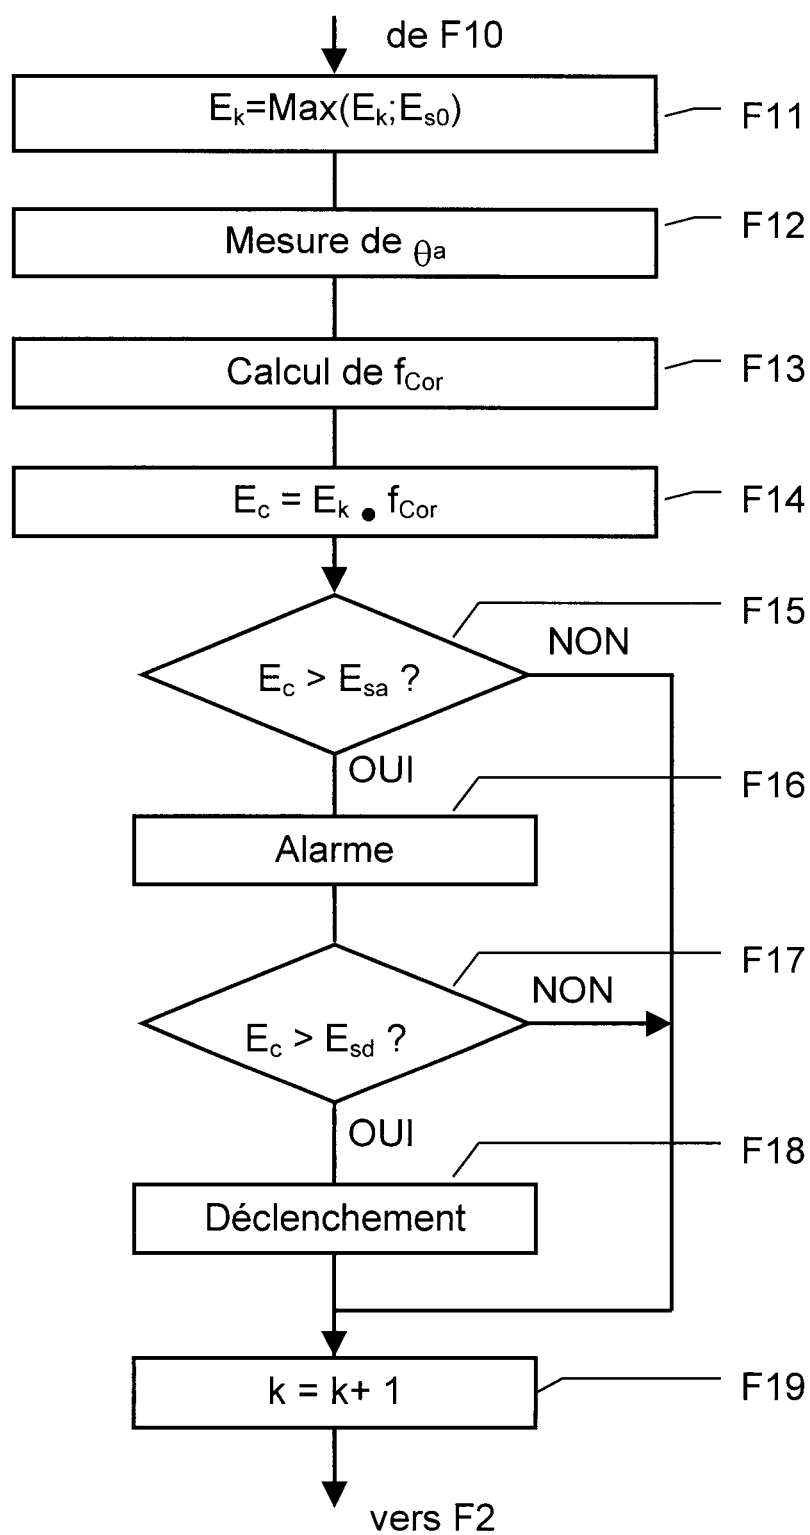 de F10
E_k=Max(E_k;E_s0)
F11
Mesure de θa
F12
Calcul de f_Cor
F13
E_c = E_k • f_Cor
F14
F15
NON
E_c > E_sa ?
OUI
F16
Alarme
F17
NON
E_c > E_sd ?
OUI
F18
Déclenchement
k = k+ 1
F19
vers F2